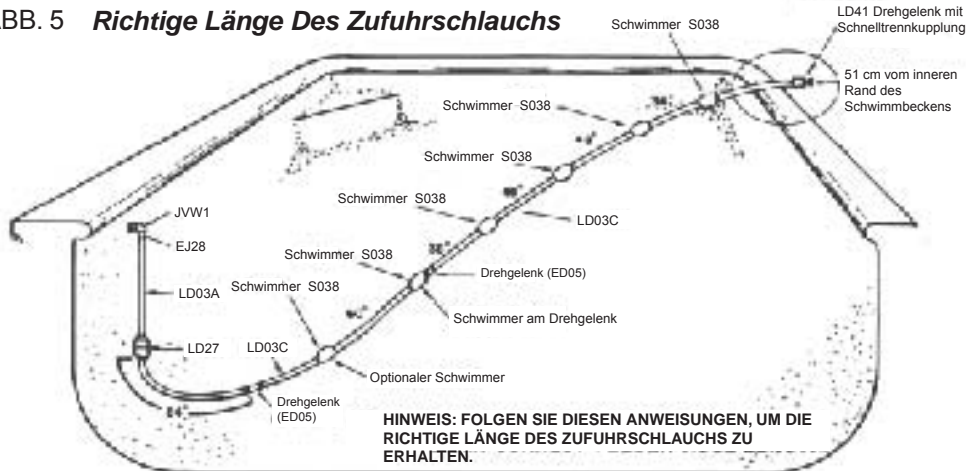 ABB. 5 Richtige Länge Des Zufuhrschlauchs
Schwimmer S038
LD41 Drehgelenk mit
Schnelltrennkupplung
51 cm vom inneren
Rand des
Schwimmbeckens
Schwimmer S038
Schwimmer S038
Schwimmer S038
LD03C
Schwimmer S038
Drehgelenk (ED05)
JVW1
EJ28
LD03A
Schwimmer S038
Schwimmer am Drehgelenk
LD27
LD03C
Optionaler Schwimmer
Drehgelenk
(ED05)
HINWEIS: FOLGEN SIE DIESEN ANWEISUNGEN, UM DIE
RICHTIGE LÄNGE DES ZUFUHRSCHLAUCHS ZU
ERHALTEN.